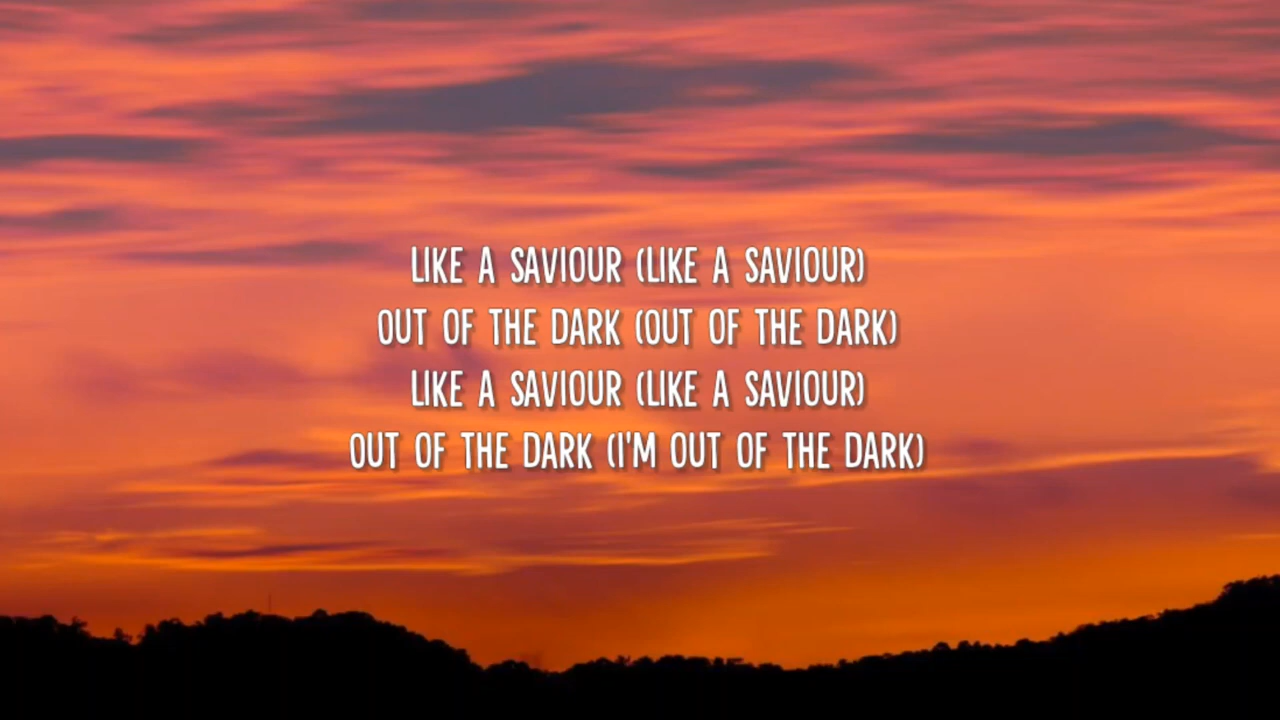 LIKE A SAVIOUR (LIKE A SAVIOUR)
OUT OF THE DARK (OUT OF THE DARK)
LIKE A SAVIOUR (LIKE A SAVIOUR)
OUT OF THE DARK (I'M OUT OF THE DARK)